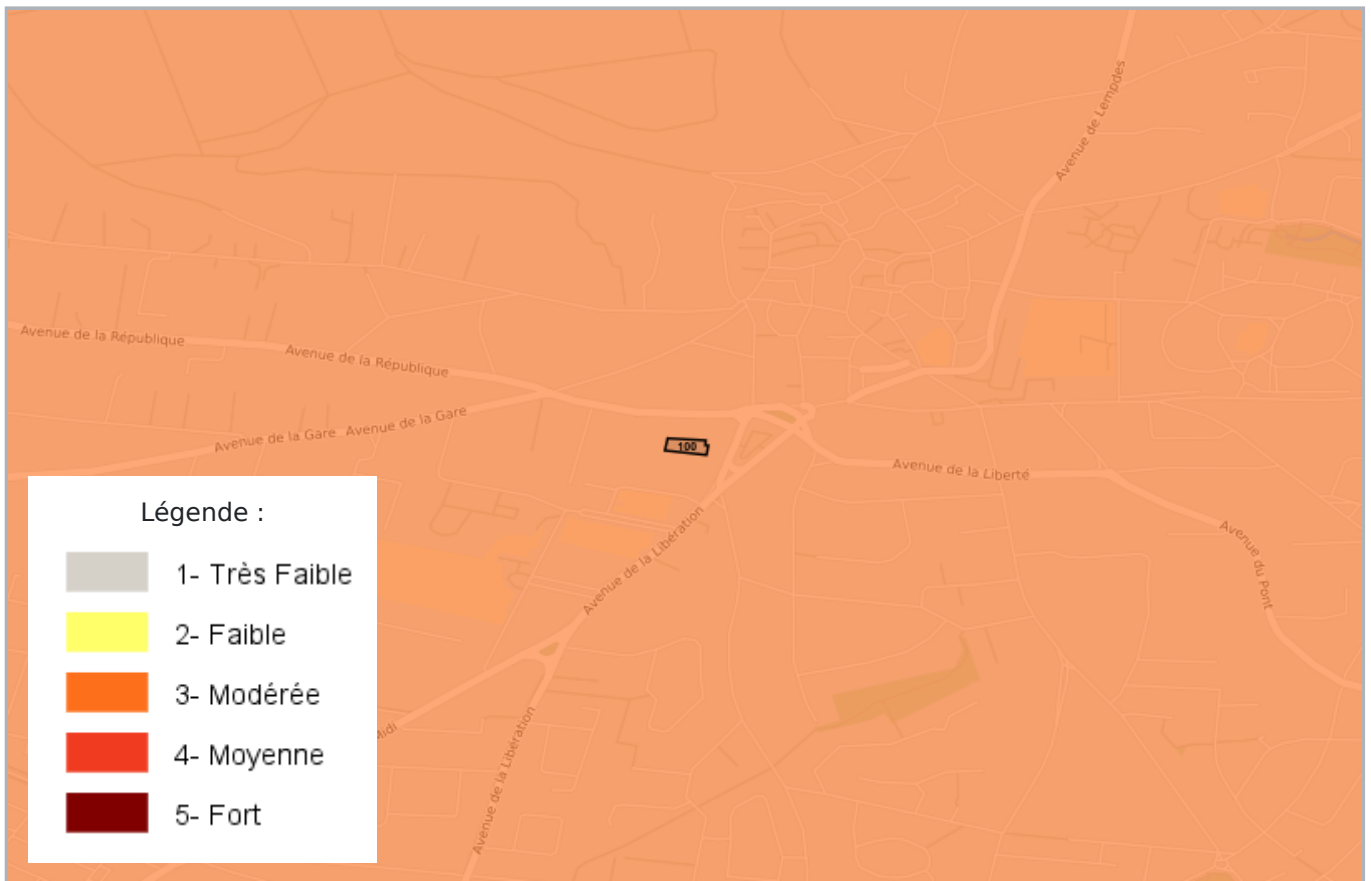 Avenue de Lempdes
Avenue de la République
Avenue de la République
Avenue de la Gare
Avenue de la Gare
100
Avenue de la Liberté
Avenue de la Libération
Avenue du Pont
Midi
Avenue de la Libération
Légende :
1- Très Faible
2- Faible
3- Modérée
4- Moyenne
5- Fort